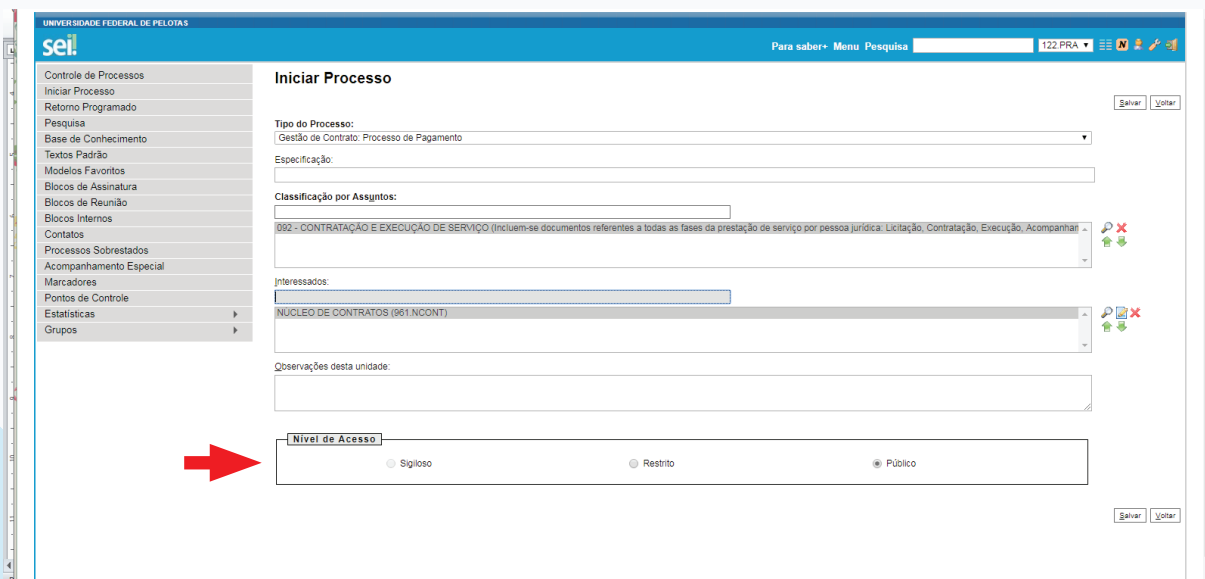 UNIVERSIDADE FEDERAL DE PELOTAS
sei!
Para saber+ Menu Pesquisa 122.PRA N
Controle de Processos
Iniciar Processo
Retorno Programado
Pesquisa
Base de Conhecimento
Textos Padrão
Modelos Favoritos
Blocos de Assinatura
Blocos de Reunião
Blocos Internos
Contatos
Processos Sobrestados
Acompanhamento Especial
Marcadores
Pontos de Controle
Estatísticas
Grupos
Iniciar Processo
Salvar Voltar
Tipo do Processo:
Gestão de Contrato: Processo de Pagamento
Especificação:
Classificação por Assuntos:
092 - CONTRATAÇÃO E EXECUÇÃO DE SERVIÇO (Incluem-se documentos referentes a todas as fases da prestação de serviço por pessoa jurídica: Licitação, Contratação, Execução, Acompanhar
Interessados:
NÚCLEO DE CONTRATOS (961.NCONT)
Observações desta unidade:
Nível de Acesso
Sigiloso Restrito Público
Salvar Voltar